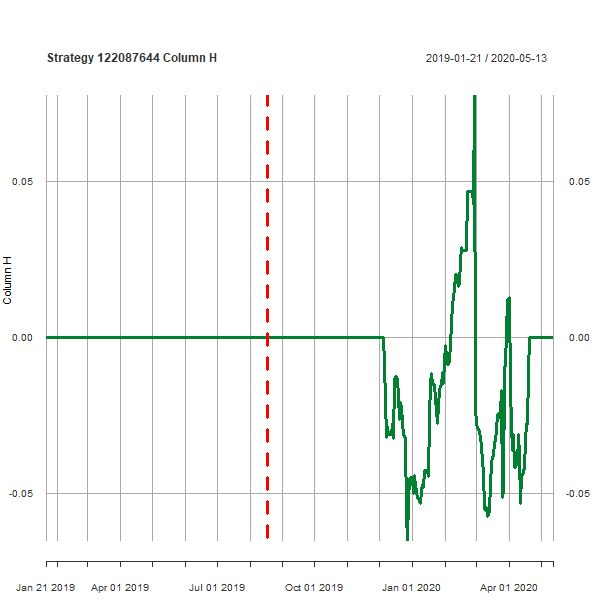 Strategy 122087644 Column H
2019-01-21 / 2020-05-13
0.05
0.05
Column H
0.00
0.00
-0.05
-0.05
Jan 21 2019
Apr 01 2019
Jul 01 2019
Oct 01 2019
Jan 01 2020
Apr 01 2020